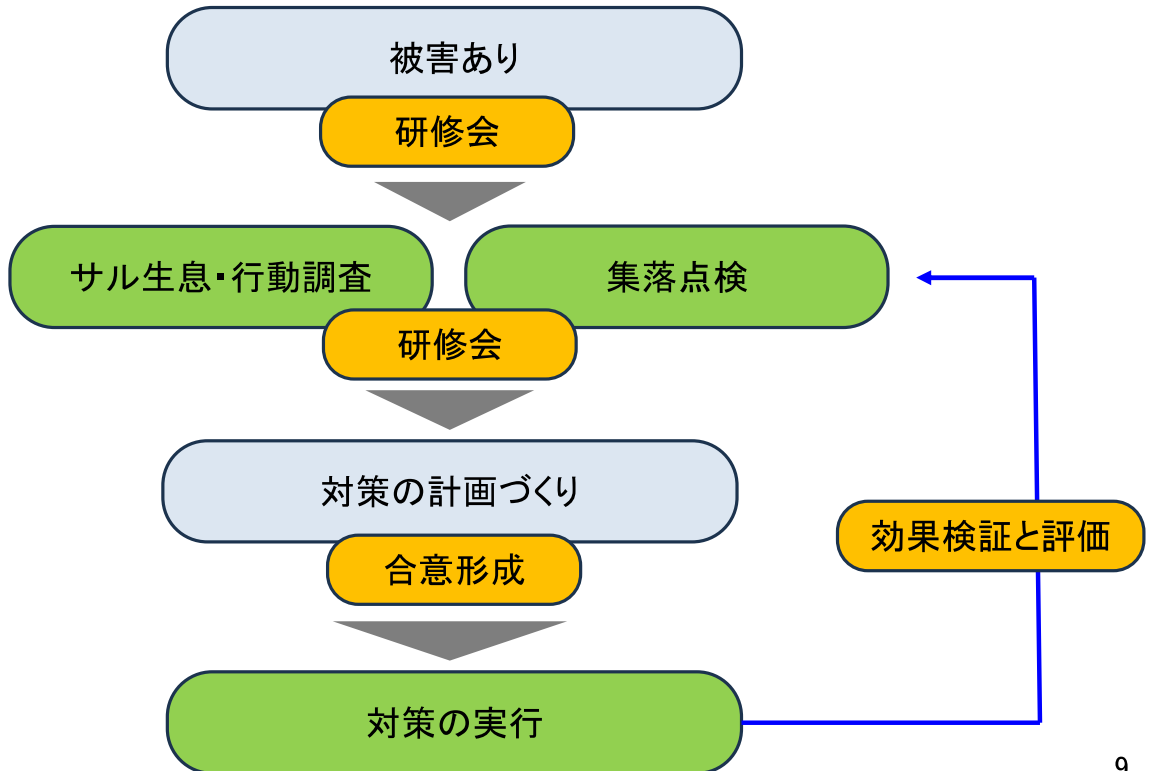 被害あり
研修会
サル生息・行動調査
集落点検
研修会
対策の計画づくり
効果検証と評価
合意形成
対策の実行
9